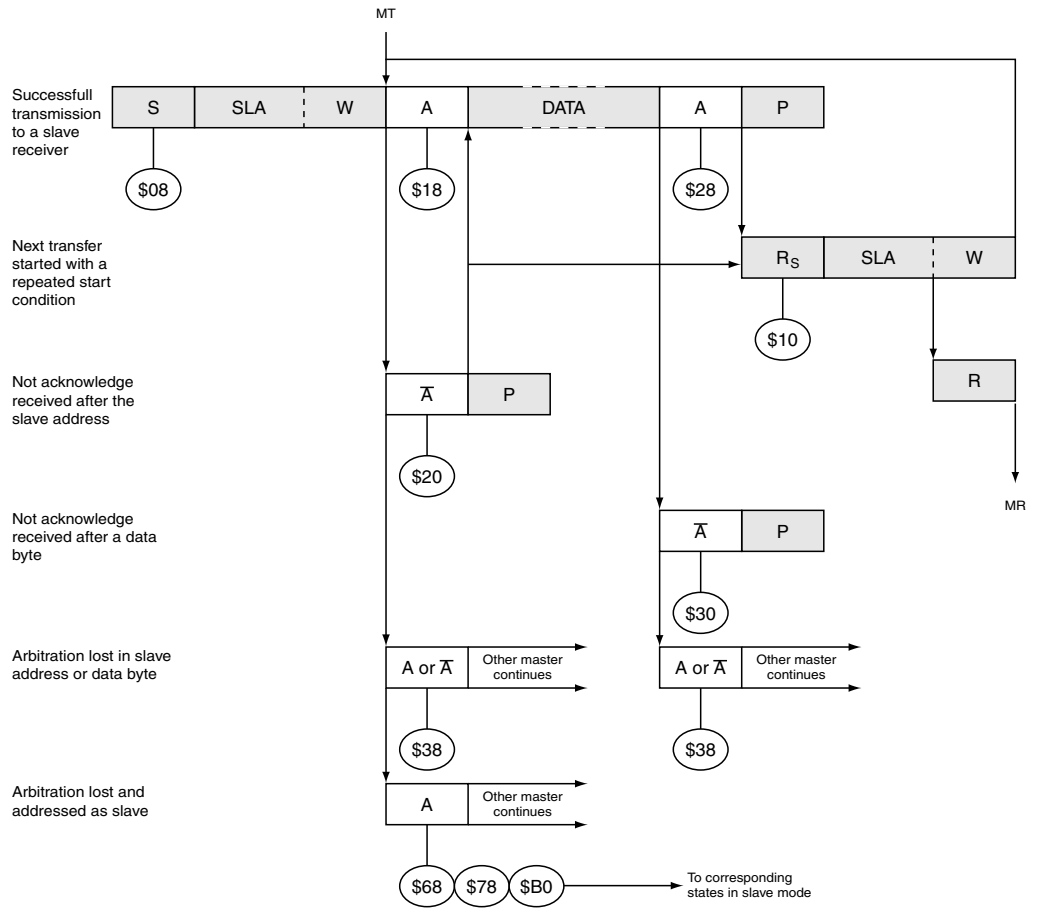 MT
Successfull
transmission
to a slave
receiver
S SLA W A DATA A P
$08 $18 $28
Next transfer
started with a
repeated start
condition
RS SLA W
$10
Not acknowledge
received after the
slave address
A̅ P
R
$20
MR
Not acknowledge
received after a data
byte
A̅ P
$30
Arbitration lost in slave
address or data byte
A or A̅
Other master
continues
A or A̅
Other master
continues
$38 $38
Arbitration lost and
addressed as slave
A
Other master
continues
$68 $78 $B0
To corresponding
states in slave mode